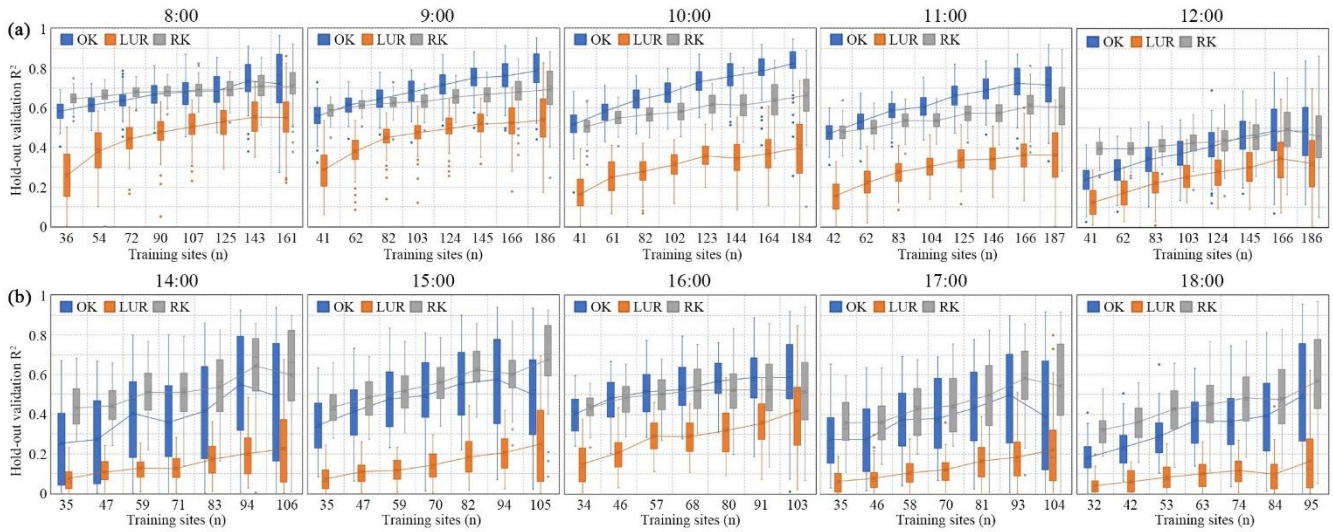 8:00 9:00 10:00 11:00 12:00
(a)
1 OK LUR RK OK LUR RK OK LUR RK OK LUR RK OK LUR RK
0.8
0.6
0.4
0.2
0
Hold-out validation R²
36 54 72 90 107 125 143 161 41 62 82 103 124 145 166 186 41 61 82 102 123 144 164 184 42 62 83 104 125 146 166 187 41 62 83 103 124 145 166 186
Training sites (n) Training sites (n) Training sites (n) Training sites (n) Training sites (n)
14:00 15:00 16:00 17:00 18:00
(b)
1 OK LUR RK OK LUR RK OK LUR RK OK LUR RK OK LUR RK
0.8
0.6
0.4
0.2
0
Hold-out validation R²
35 47 59 71 83 94 106 35 47 59 70 82 94 105 34 46 57 68 80 91 103 35 46 58 70 81 93 104 32 42 53 63 74 84 95
Training sites (n) Training sites (n) Training sites (n) Training sites (n) Training sites (n)